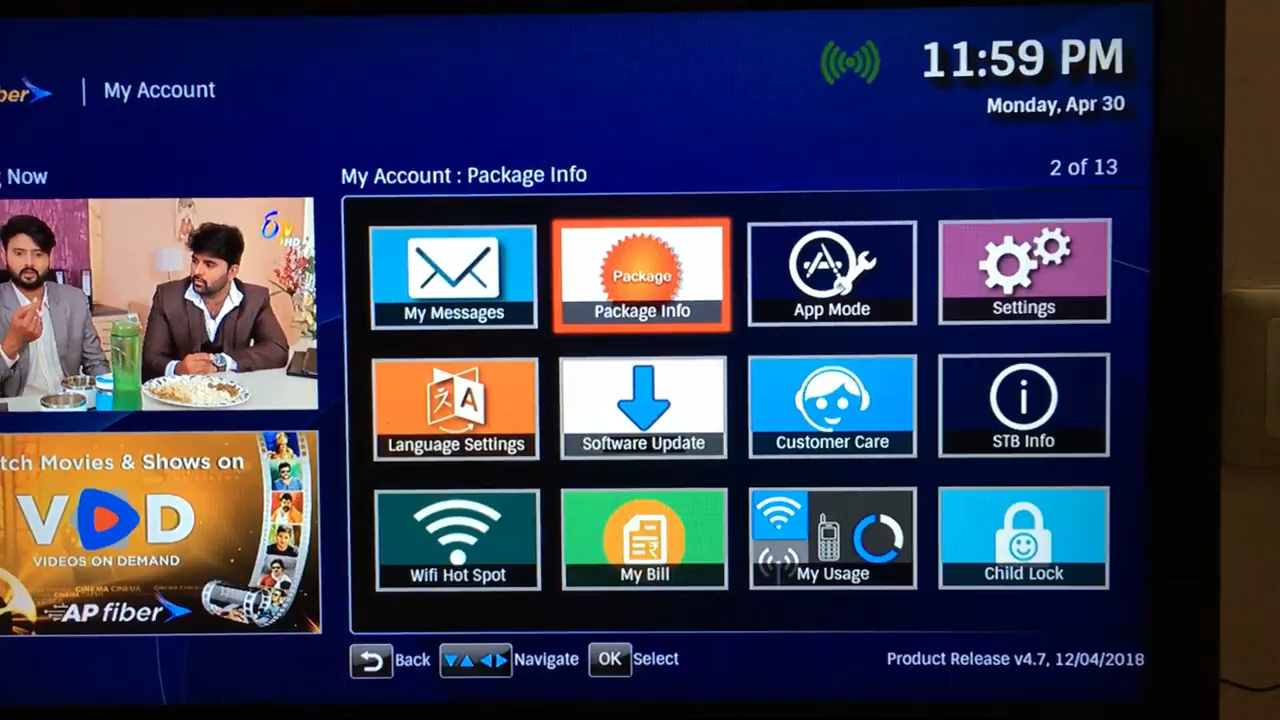 ber
My Account
11:59 PM
Monday, Apr 30
Now
My Account : Package Info
2 of 13
HD
My Messages
Package
Package Info
App Mode
Settings
A
Language Settings
Software Update
Customer Care
i
STB Info
tch Movies & Shows on
VOD
VIDEOS ON DEMAND
CINEMA CINEMA
AP fiber
Wifi Hot Spot
₹
My Bill
My Usage
Child Lock
Back
Navigate
OK Select
Product Release v4.7, 12/04/2018